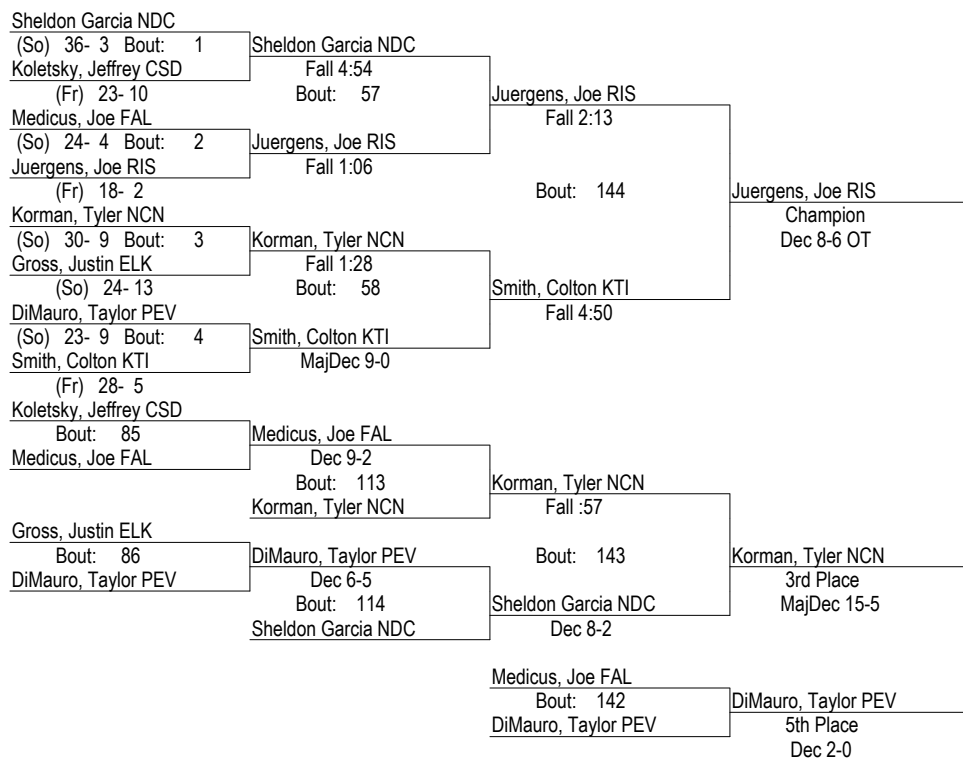 Sheldon Garcia NDC
(So) 36- 3 Bout: 1
Sheldon Garcia NDC
Koletsky, Jeffrey CSD
Fall 4:54
(Fr) 23- 10
Bout: 57
Juergens, Joe RIS
Medicus, Joe FAL
Fall 2:13
(So) 24- 4 Bout: 2
Juergens, Joe RIS
Juergens, Joe RIS
Fall 1:06
(Fr) 18- 2
Bout: 144
Juergens, Joe RIS
Korman, Tyler NCN
Champion
(So) 30- 9 Bout: 3
Korman, Tyler NCN
Dec 8-6 OT
Gross, Justin ELK
Fall 1:28
(So) 24- 13
Bout: 58
Smith, Colton KTI
DiMauro, Taylor PEV
Fall 4:50
(So) 23- 9 Bout: 4
Smith, Colton KTI
Smith, Colton KTI
MajDec 9-0
(Fr) 28- 5
Koletsky, Jeffrey CSD
Bout: 85
Medicus, Joe FAL
Medicus, Joe FAL
Dec 9-2
Bout: 113
Korman, Tyler NCN
Korman, Tyler NCN
Fall :57
Gross, Justin ELK
Bout: 86
DiMauro, Taylor PEV
Bout: 143
Korman, Tyler NCN
DiMauro, Taylor PEV
Dec 6-5
3rd Place
Bout: 114
Sheldon Garcia NDC
MajDec 15-5
Sheldon Garcia NDC
Dec 8-2
Medicus, Joe FAL
Bout: 142
DiMauro, Taylor PEV
DiMauro, Taylor PEV
5th Place
Dec 2-0